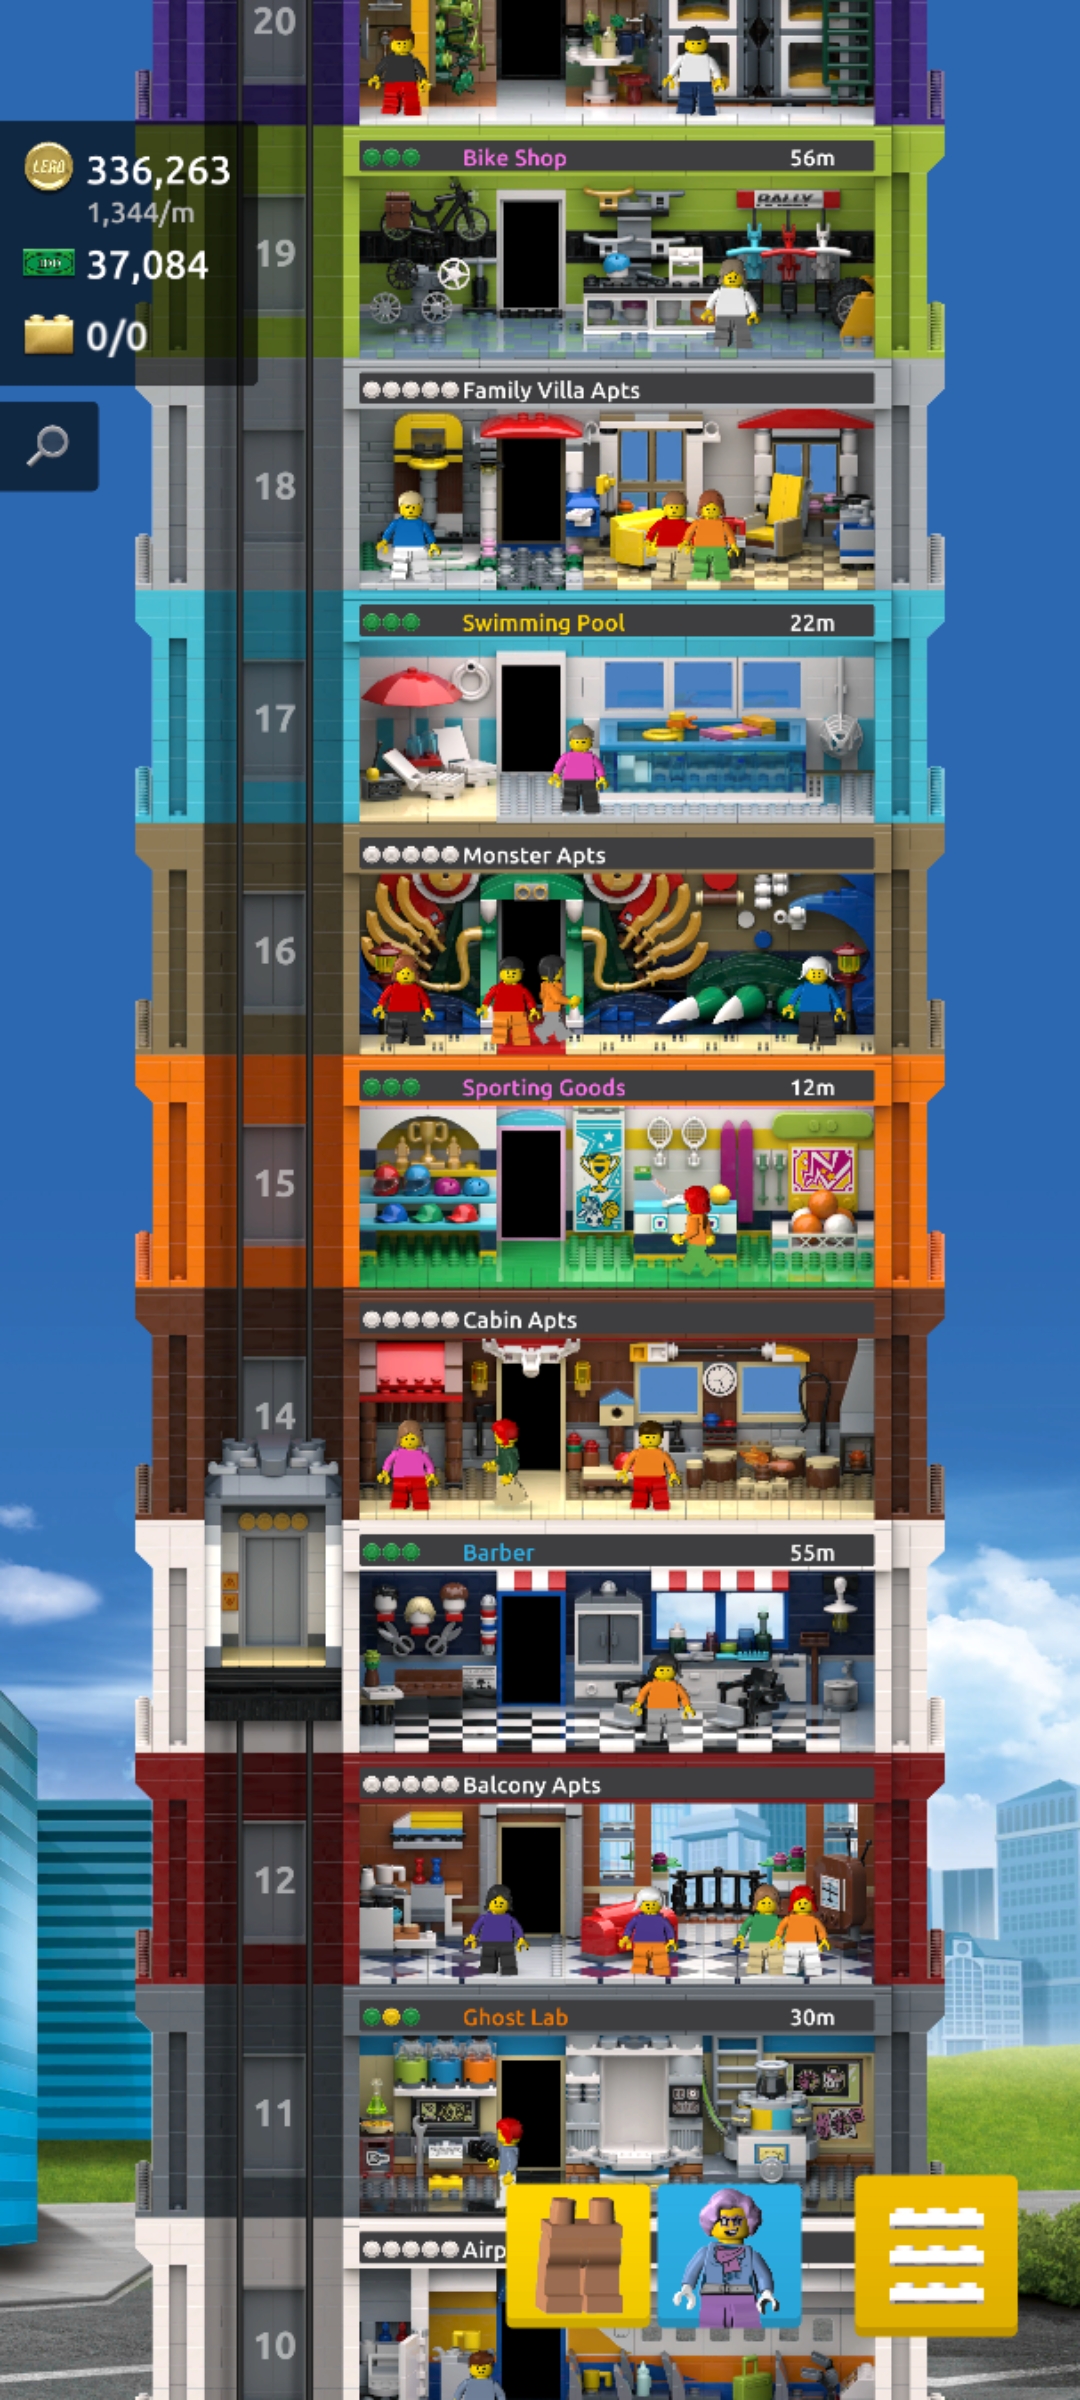 20
LEGO 336,263
1,344/m
37,084
0/0
Bike Shop 56m
RALLY
19
Family Villa Apts
18
Swimming Pool 22m
17
Monster Apts
16
Sporting Goods 12m
15
Cabin Apts
14
Barber 55m
Balcony Apts
12
Ghost Lab 30m
11
Airp
10